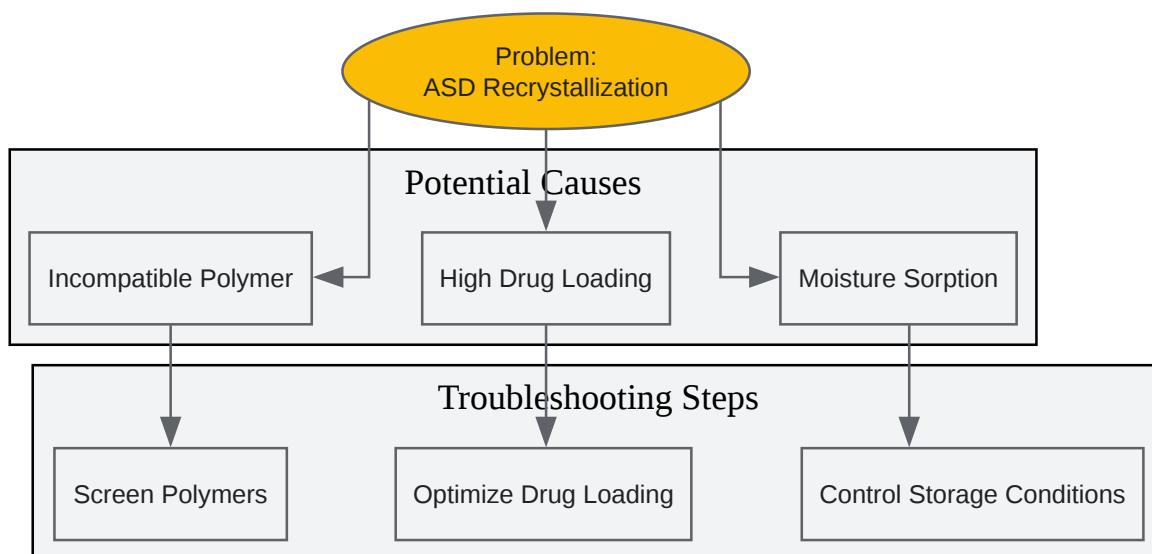 Problem:
ASD Recrystallization
Potential Causes
Incompatible Polymer
High Drug Loading
Moisture Sorption
Troubleshooting Steps
Screen Polymers
Optimize Drug Loading
Control Storage Conditions